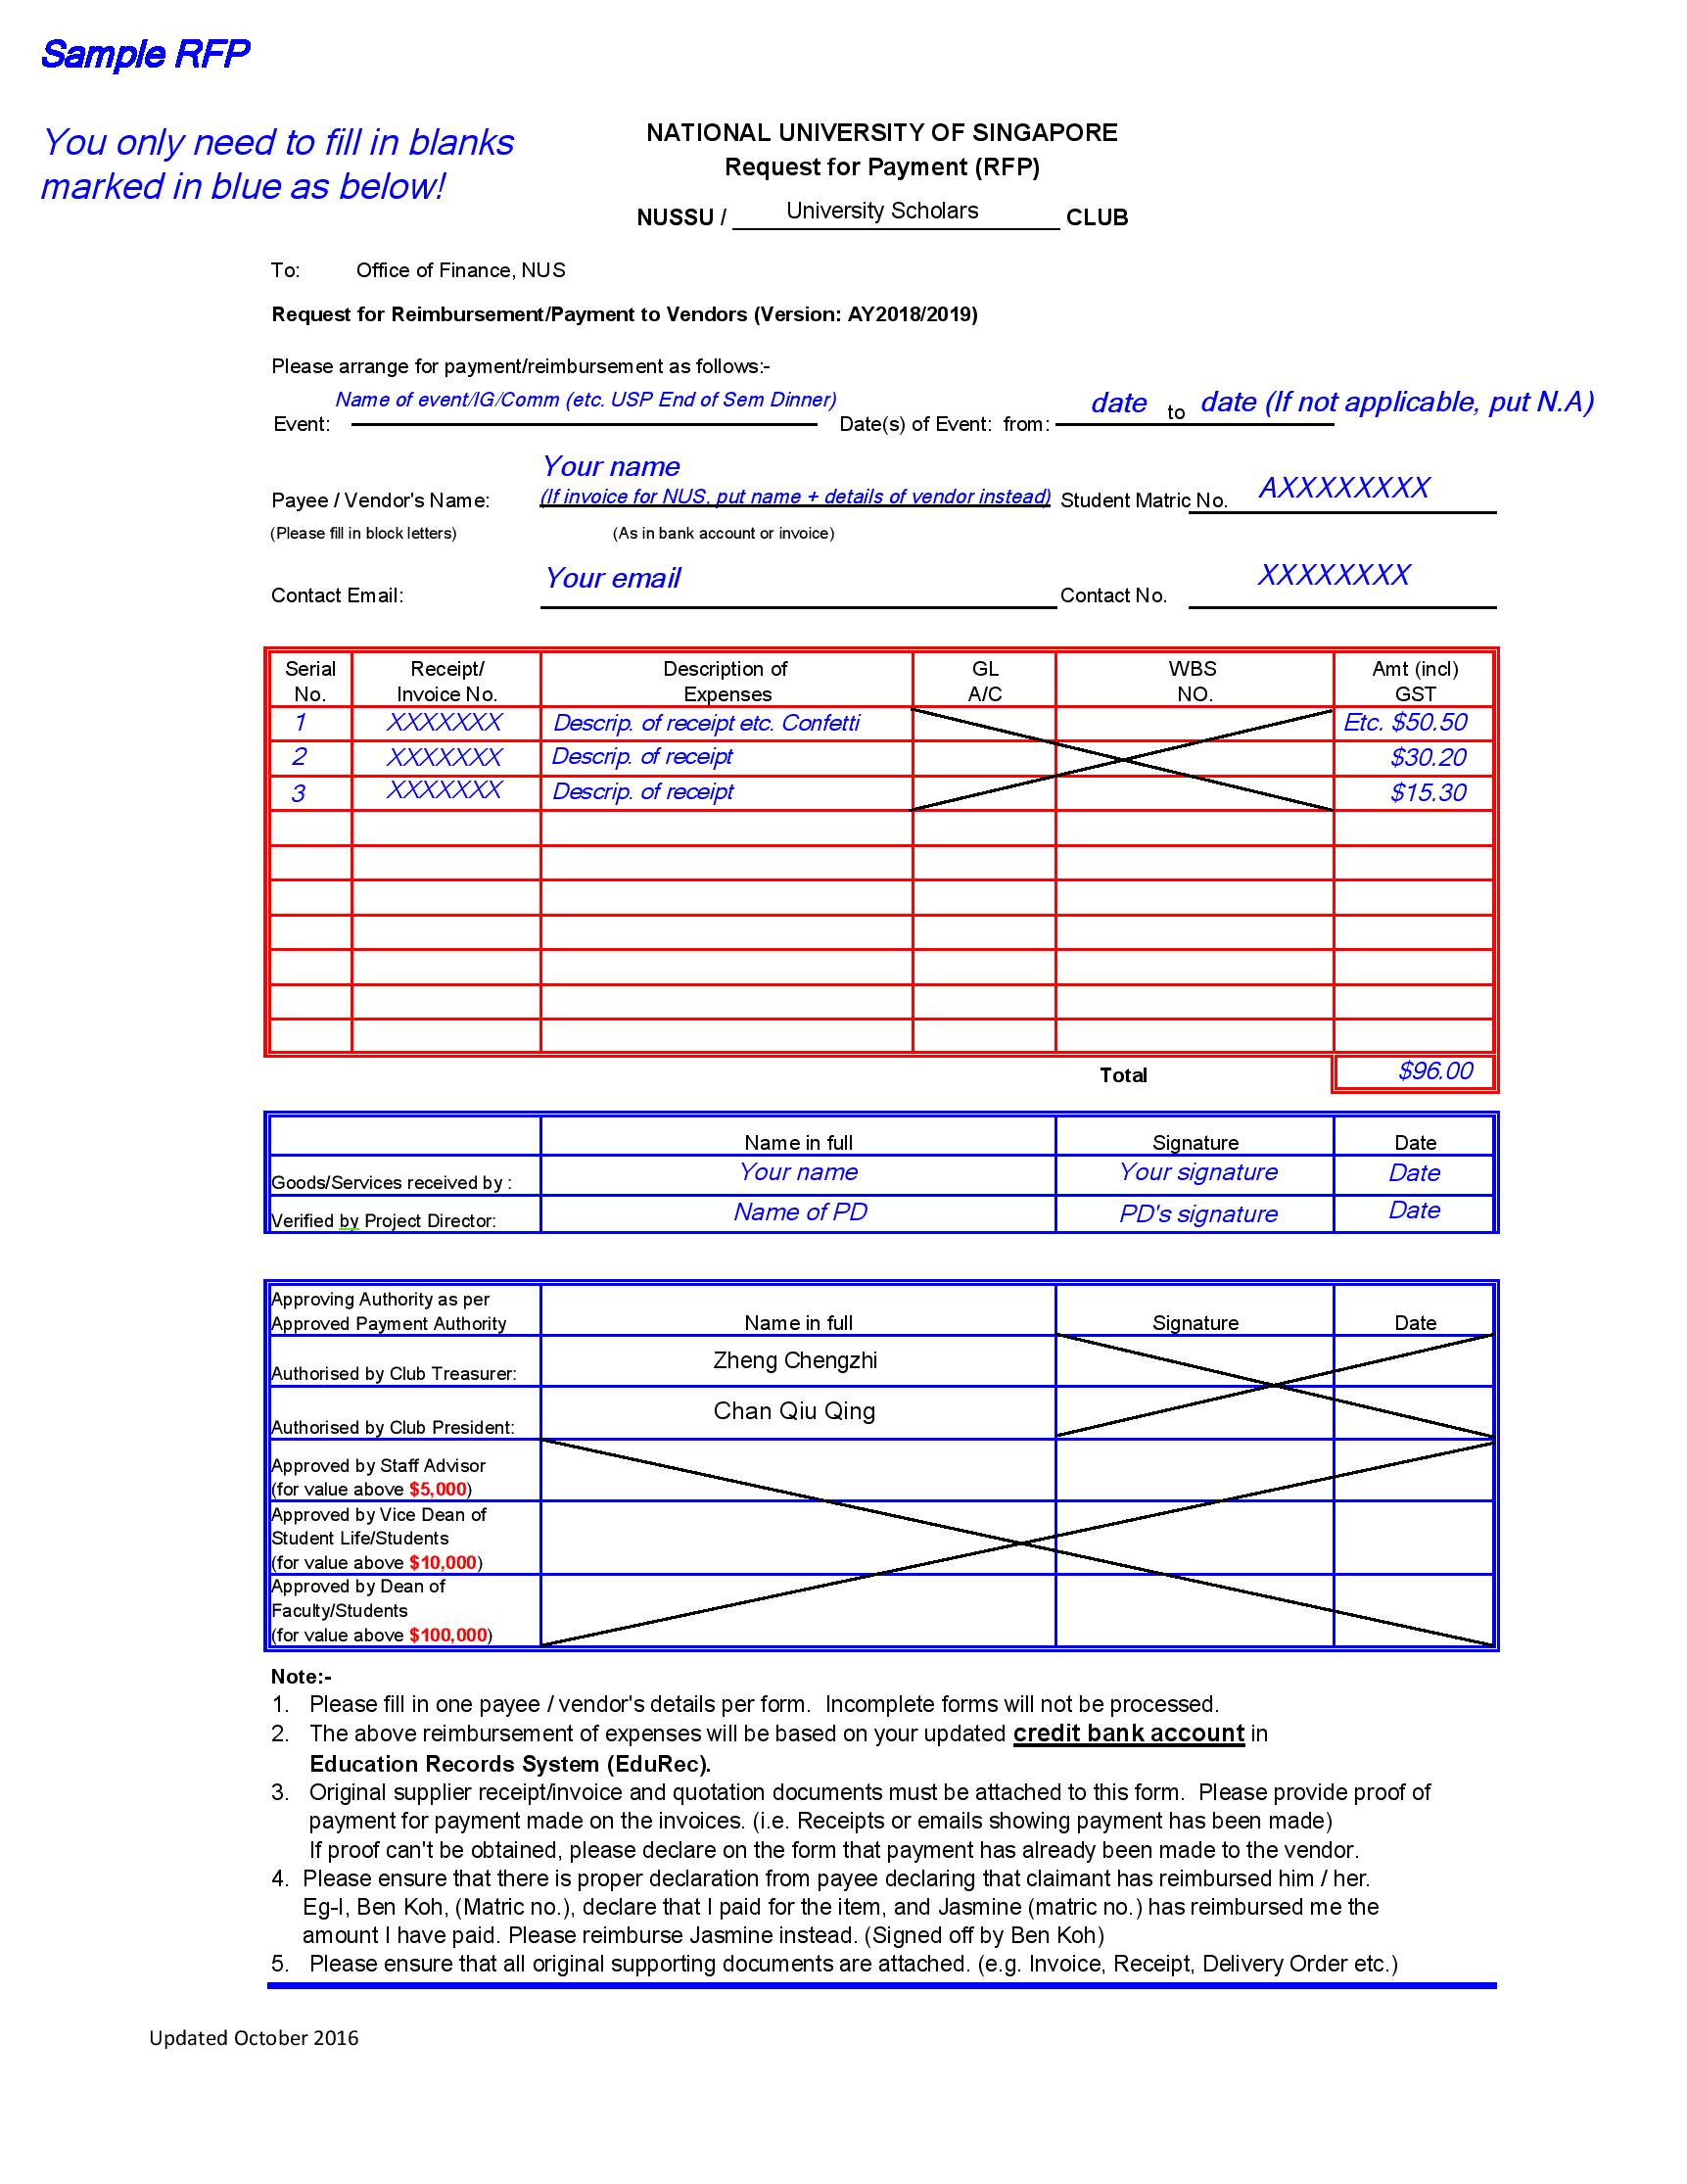 Sample RFP
You only need to fill in blanks
marked in blue as below!
NATIONAL UNIVERSITY OF SINGAPORE
Request for Payment (RFP)
NUSSU / University Scholars CLUB
To: Office of Finance, NUS
Request for Reimbursement/Payment to Vendors (Version: AY2018/2019)
Please arrange for payment/reimbursement as follows:-
Event: Name of event/IG/Comm (etc. USP End of Sem Dinner) Date(s) of Event: from: date to date (If not applicable, put N.A)
Your name
Payee / Vendor's Name: (If invoice for NUS, put name + details of vendor instead) Student Matric No. AXXXXXXXX
(Please fill in block letters) (As in bank account or invoice)
Contact Email: Your email Contact No. XXXXXXXX
Serial Receipt/ Description of GL WBS Amt (incl)
No. Invoice No. Expenses A/C NO. GST
1 XXXXXXX Descrip. of receipt etc. Confetti Etc. $50.50
2 XXXXXXX Descrip. of receipt $30.20
3 XXXXXXX Descrip. of receipt $15.30
Total $96.00
Name in full Signature Date
Goods/Services received by : Your name Your signature Date
Verified by Project Director: Name of PD PD's signature Date
Approving Authority as per
Approved Payment Authority Name in full Signature Date
Authorised by Club Treasurer: Zheng Chengzhi
Authorised by Club President: Chan Qiu Qing
Approved by Staff Advisor
(for value above $5,000)
Approved by Vice Dean of
Student Life/Students
(for value above $10,000)
Approved by Dean of
Faculty/Students
(for value above $100,000)
Note:-
1. Please fill in one payee / vendor's details per form. Incomplete forms will not be processed.
2. The above reimbursement of expenses will be based on your updated credit bank account in
Education Records System (EduRec).
3. Original supplier receipt/invoice and quotation documents must be attached to this form. Please provide proof of
payment for payment made on the invoices. (i.e. Receipts or emails showing payment has been made)
If proof can't be obtained, please declare on the form that payment has already been made to the vendor.
4. Please ensure that there is proper declaration from payee declaring that claimant has reimbursed him / her.
Eg-I, Ben Koh, (Matric no.), declare that I paid for the item, and Jasmine (matric no.) has reimbursed me the
amount I have paid. Please reimburse Jasmine instead. (Signed off by Ben Koh)
5. Please ensure that all original supporting documents are attached. (e.g. Invoice, Receipt, Delivery Order etc.)
Updated October 2016